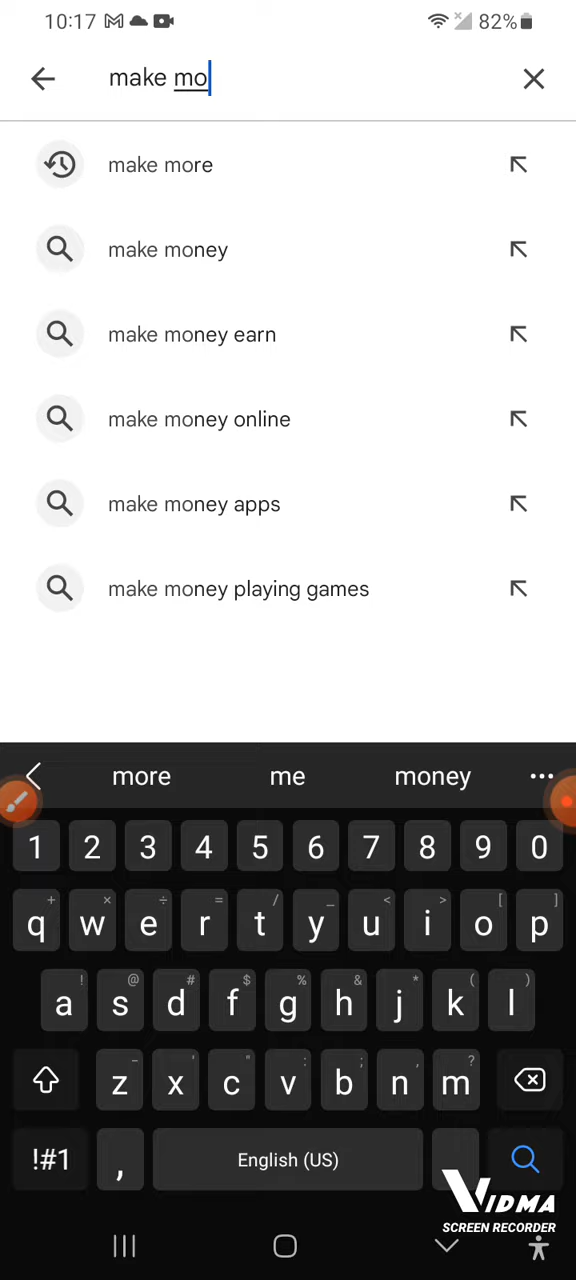 10:17 82%
make mo
make more
make money
make money earn
make money online
make money apps
make money playing games
more me money
1 2 3 4 5 6 7 8 9 0
+ × ÷ = / _ < > [ ]
q w e r t y u i o p
! @ # $ % & * ( )
a s d f g h j k l
- ' " : ; , ?
z x c v b n m
!#1 , English (US)
VIDMA
SCREEN RECORDER